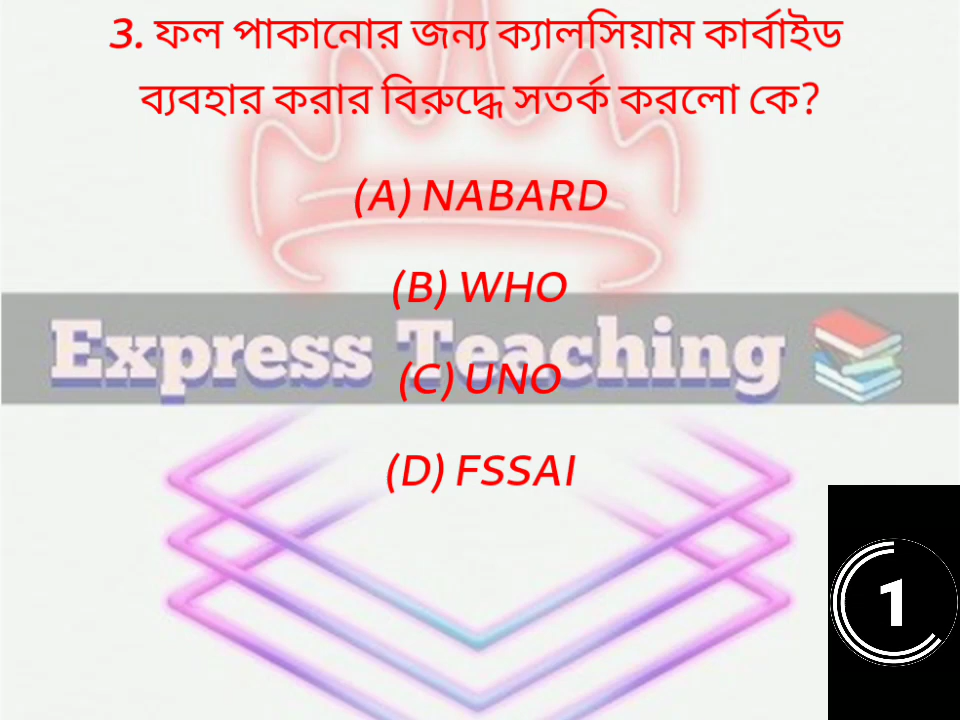 3. ফল পাকানোর জন্য ক্যালসিয়াম কার্বাইড
ব্যবহার করার বিরুদ্ধে সতর্ক করলো কে?
(A) NABARD
(B) WHO
Express Teaching
(C) UNO
(D) FSSAI
1